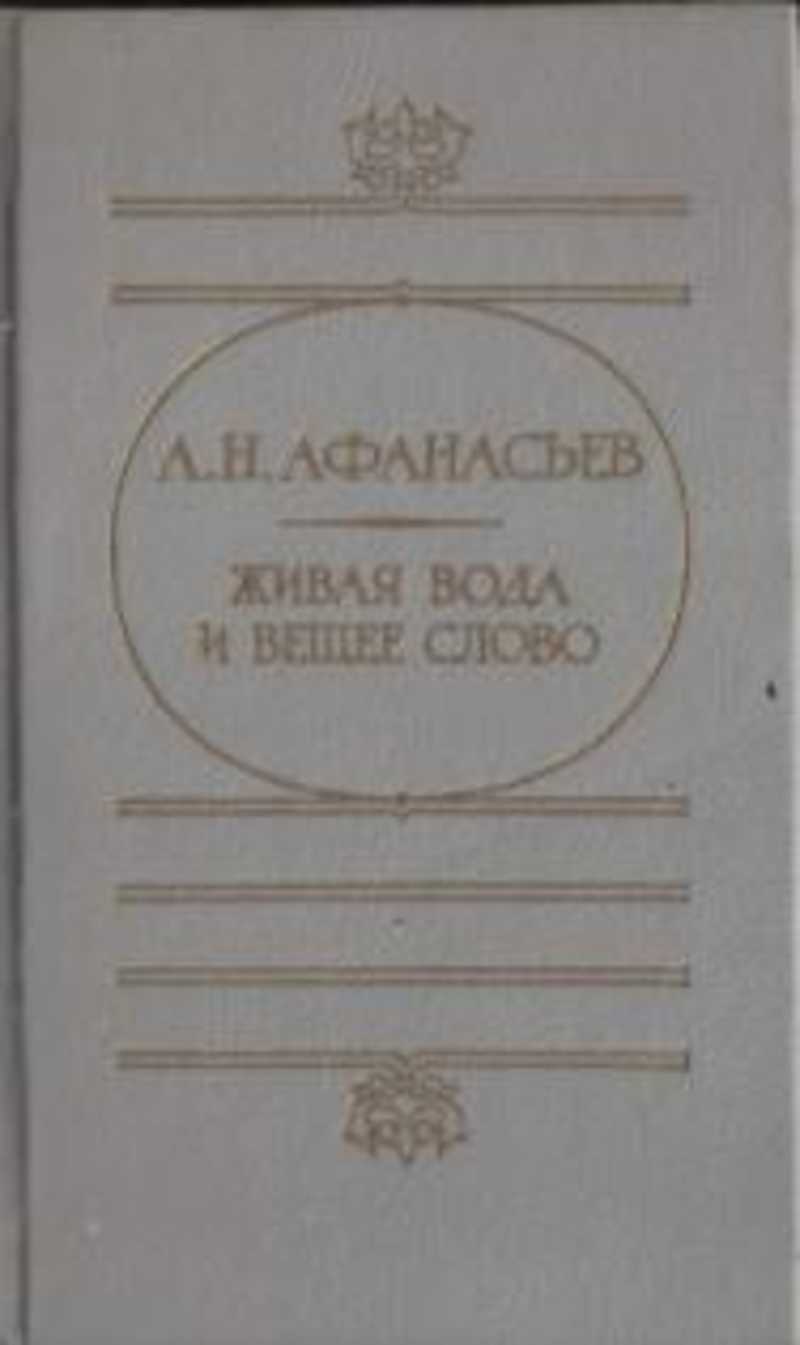 А. Н. АФАНАСЬЕВ
ЖИВАЯ ВОДА
И ВЕЩЕЕ СЛОВО